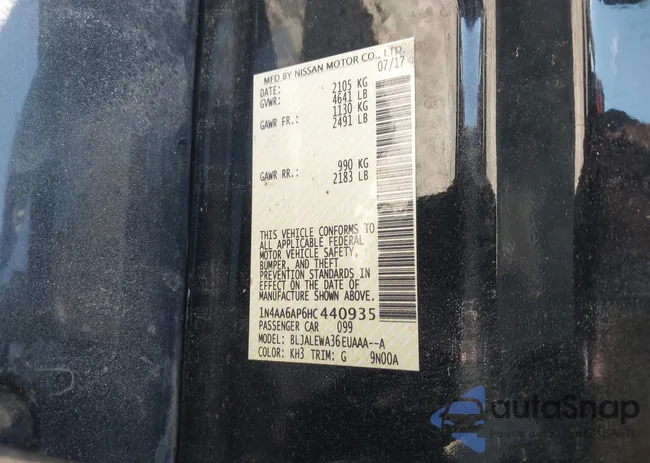 MFD BY NISSAN MOTOR CO., LTD.
DATE: 07/17
GVWR: 2105 KG
4641 LB
GAWR FR.: 1130 KG
2491 LB
GAWR RR.: 990 KG
2183 LB
THIS VEHICLE CONFORMS TO
ALL APPLICABLE FEDERAL
MOTOR VEHICLE SAFETY,
BUMPER, AND THEFT
PREVENTION STANDARDS IN
EFFECT ON THE DATE OF
MANUFACTURE SHOWN ABOVE.
1N4AA6AP6HC440935
PASSENGER CAR 099
MODEL: BLJALEWA36EUAAA--A
COLOR: KH3 TRIM: G 9N00A
autoSnap